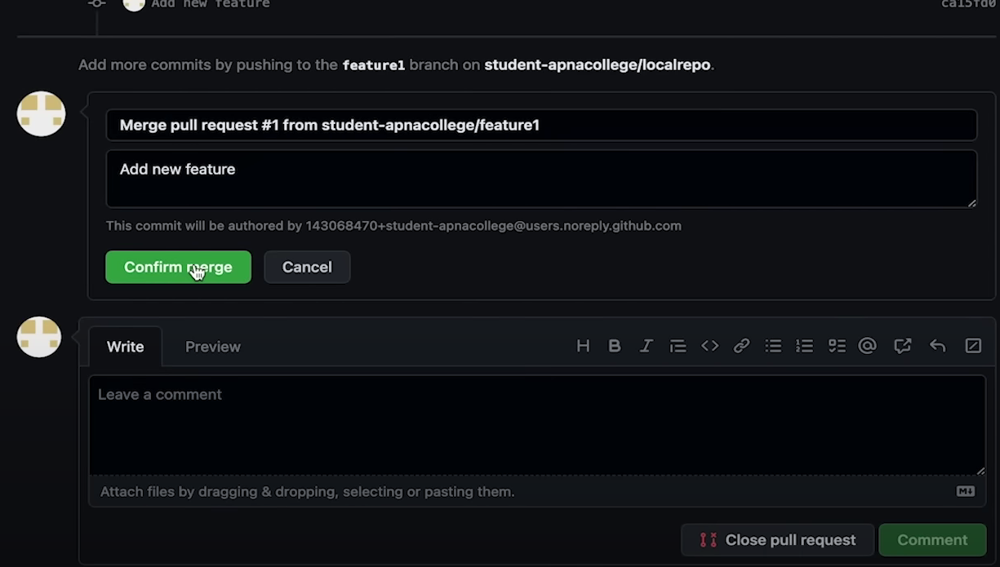 Add new feature
ca15fd0
Add more commits by pushing to the feature1 branch on student-apnacollege/localrepo.
Merge pull request #1 from student-apnacollege/feature1
Add new feature
This commit will be authored by 143068470+student-apnacollege@users.noreply.github.com
Confirm merge
Cancel
Write
Preview
Leave a comment
Attach files by dragging & dropping, selecting or pasting them.
Close pull request
Comment